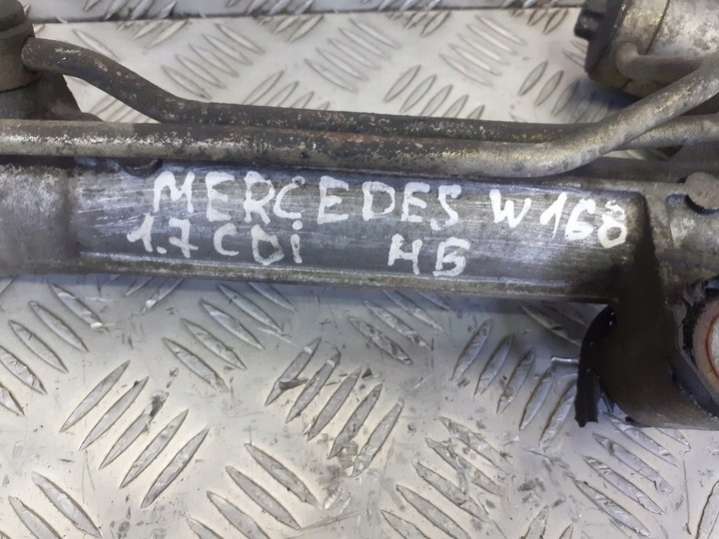 MERCEDES W168
1.7 CDi HB